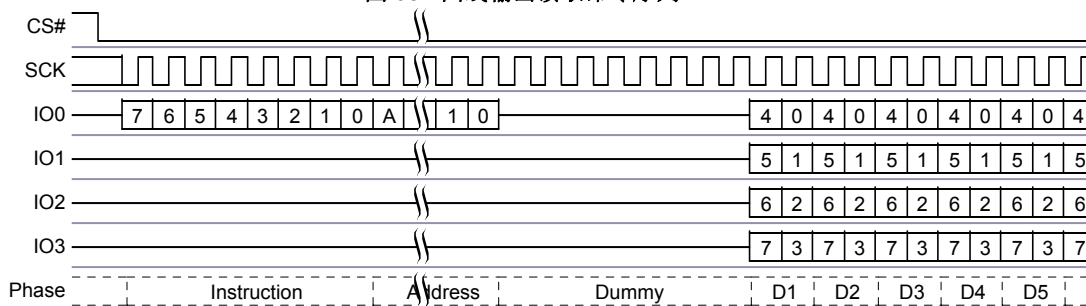 CS#
SCK
IO0 7 6 5 4 3 2 1 0 A 1 0 4 0 4 0 4 0 4 0 4 0 4
IO1 5 1 5 1 5 1 5 1 5 1 5
IO2 6 2 6 2 6 2 6 2 6 2 6
IO3 7 3 7 3 7 3 7 3 7 3 7
Phase Instruction Address Dummy D1 D2 D3 D4 D5